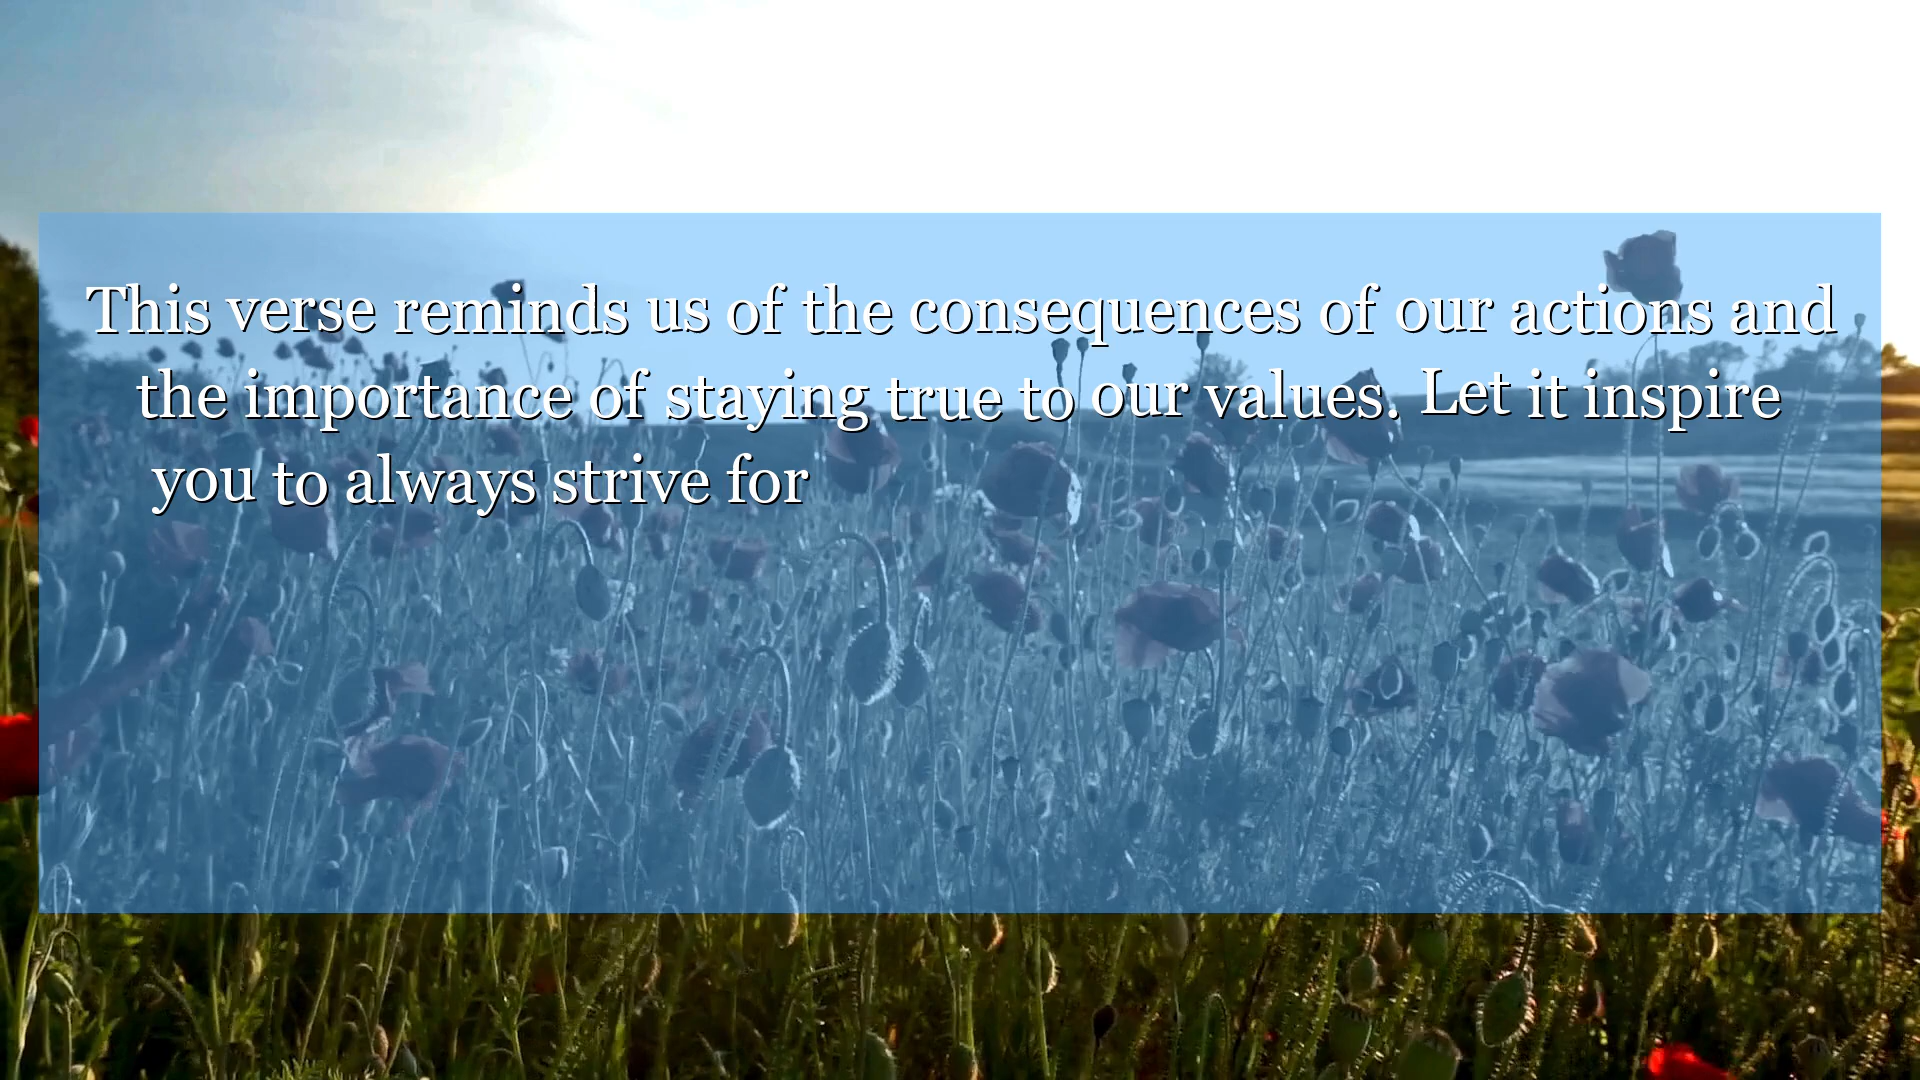 This verse reminds us of the consequences of our actions and
the importance of staying true to our values. Let it inspire
you to always strive for